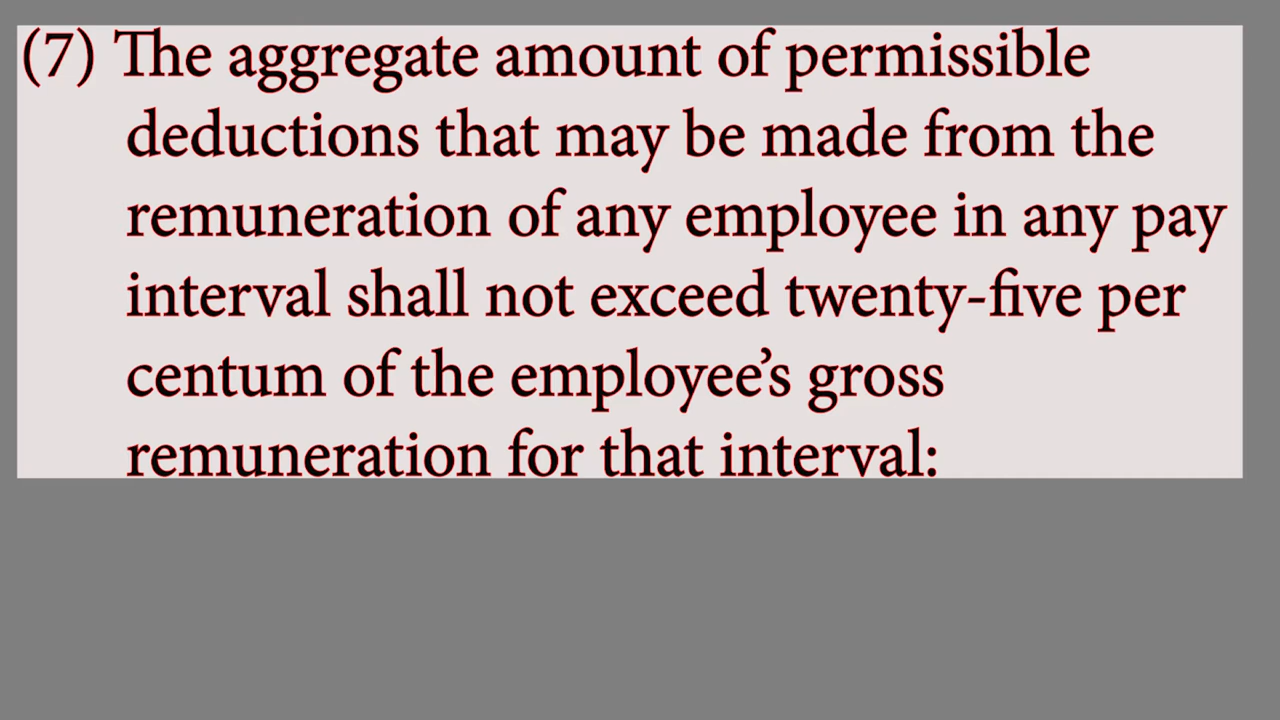 (7) The aggregate amount of permissible
deductions that may be made from the
remuneration of any employee in any pay
interval shall not exceed twenty-five per
centum of the employee’s gross
remuneration for that interval: